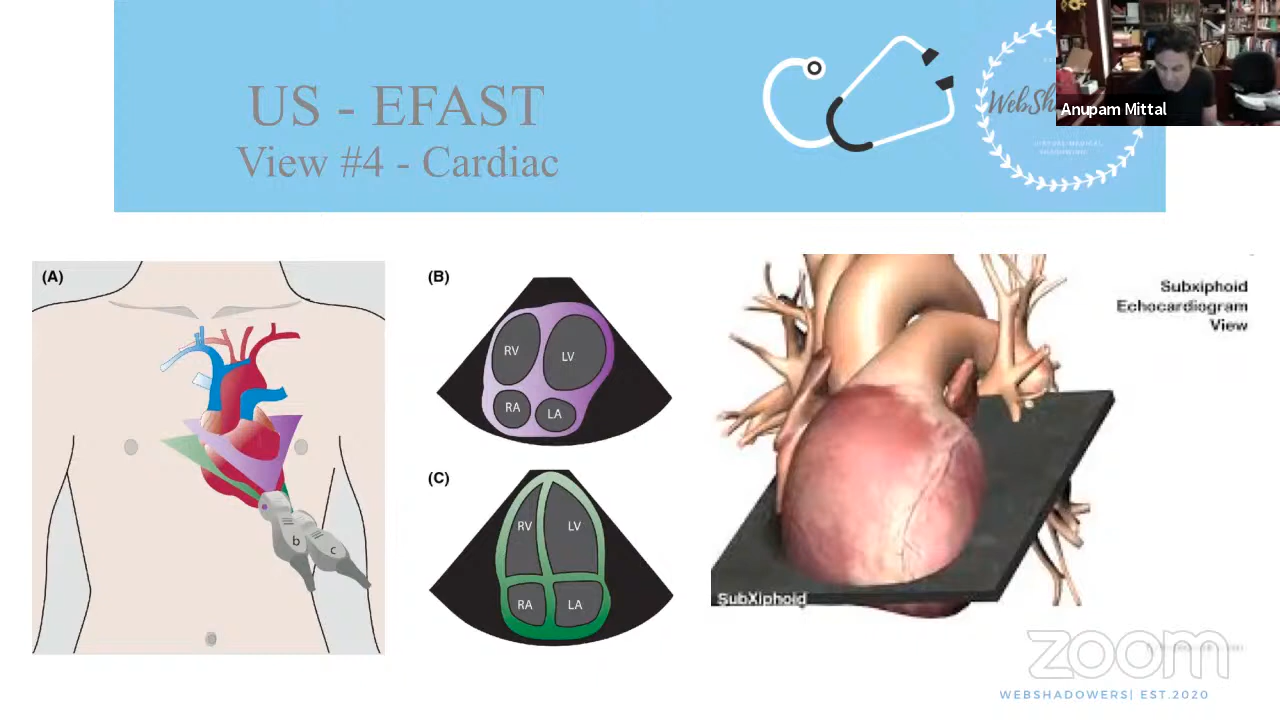 US - EFAST
View #4 - Cardiac
Anupam Mittal
(A)
b
c
(B)
RV
LV
RA
LA
(C)
RV
LV
RA
LA
Subxiphoid
Echocardiogram
View
SubXiphoid
zoom
WEBSHADOWERS| EST.2020